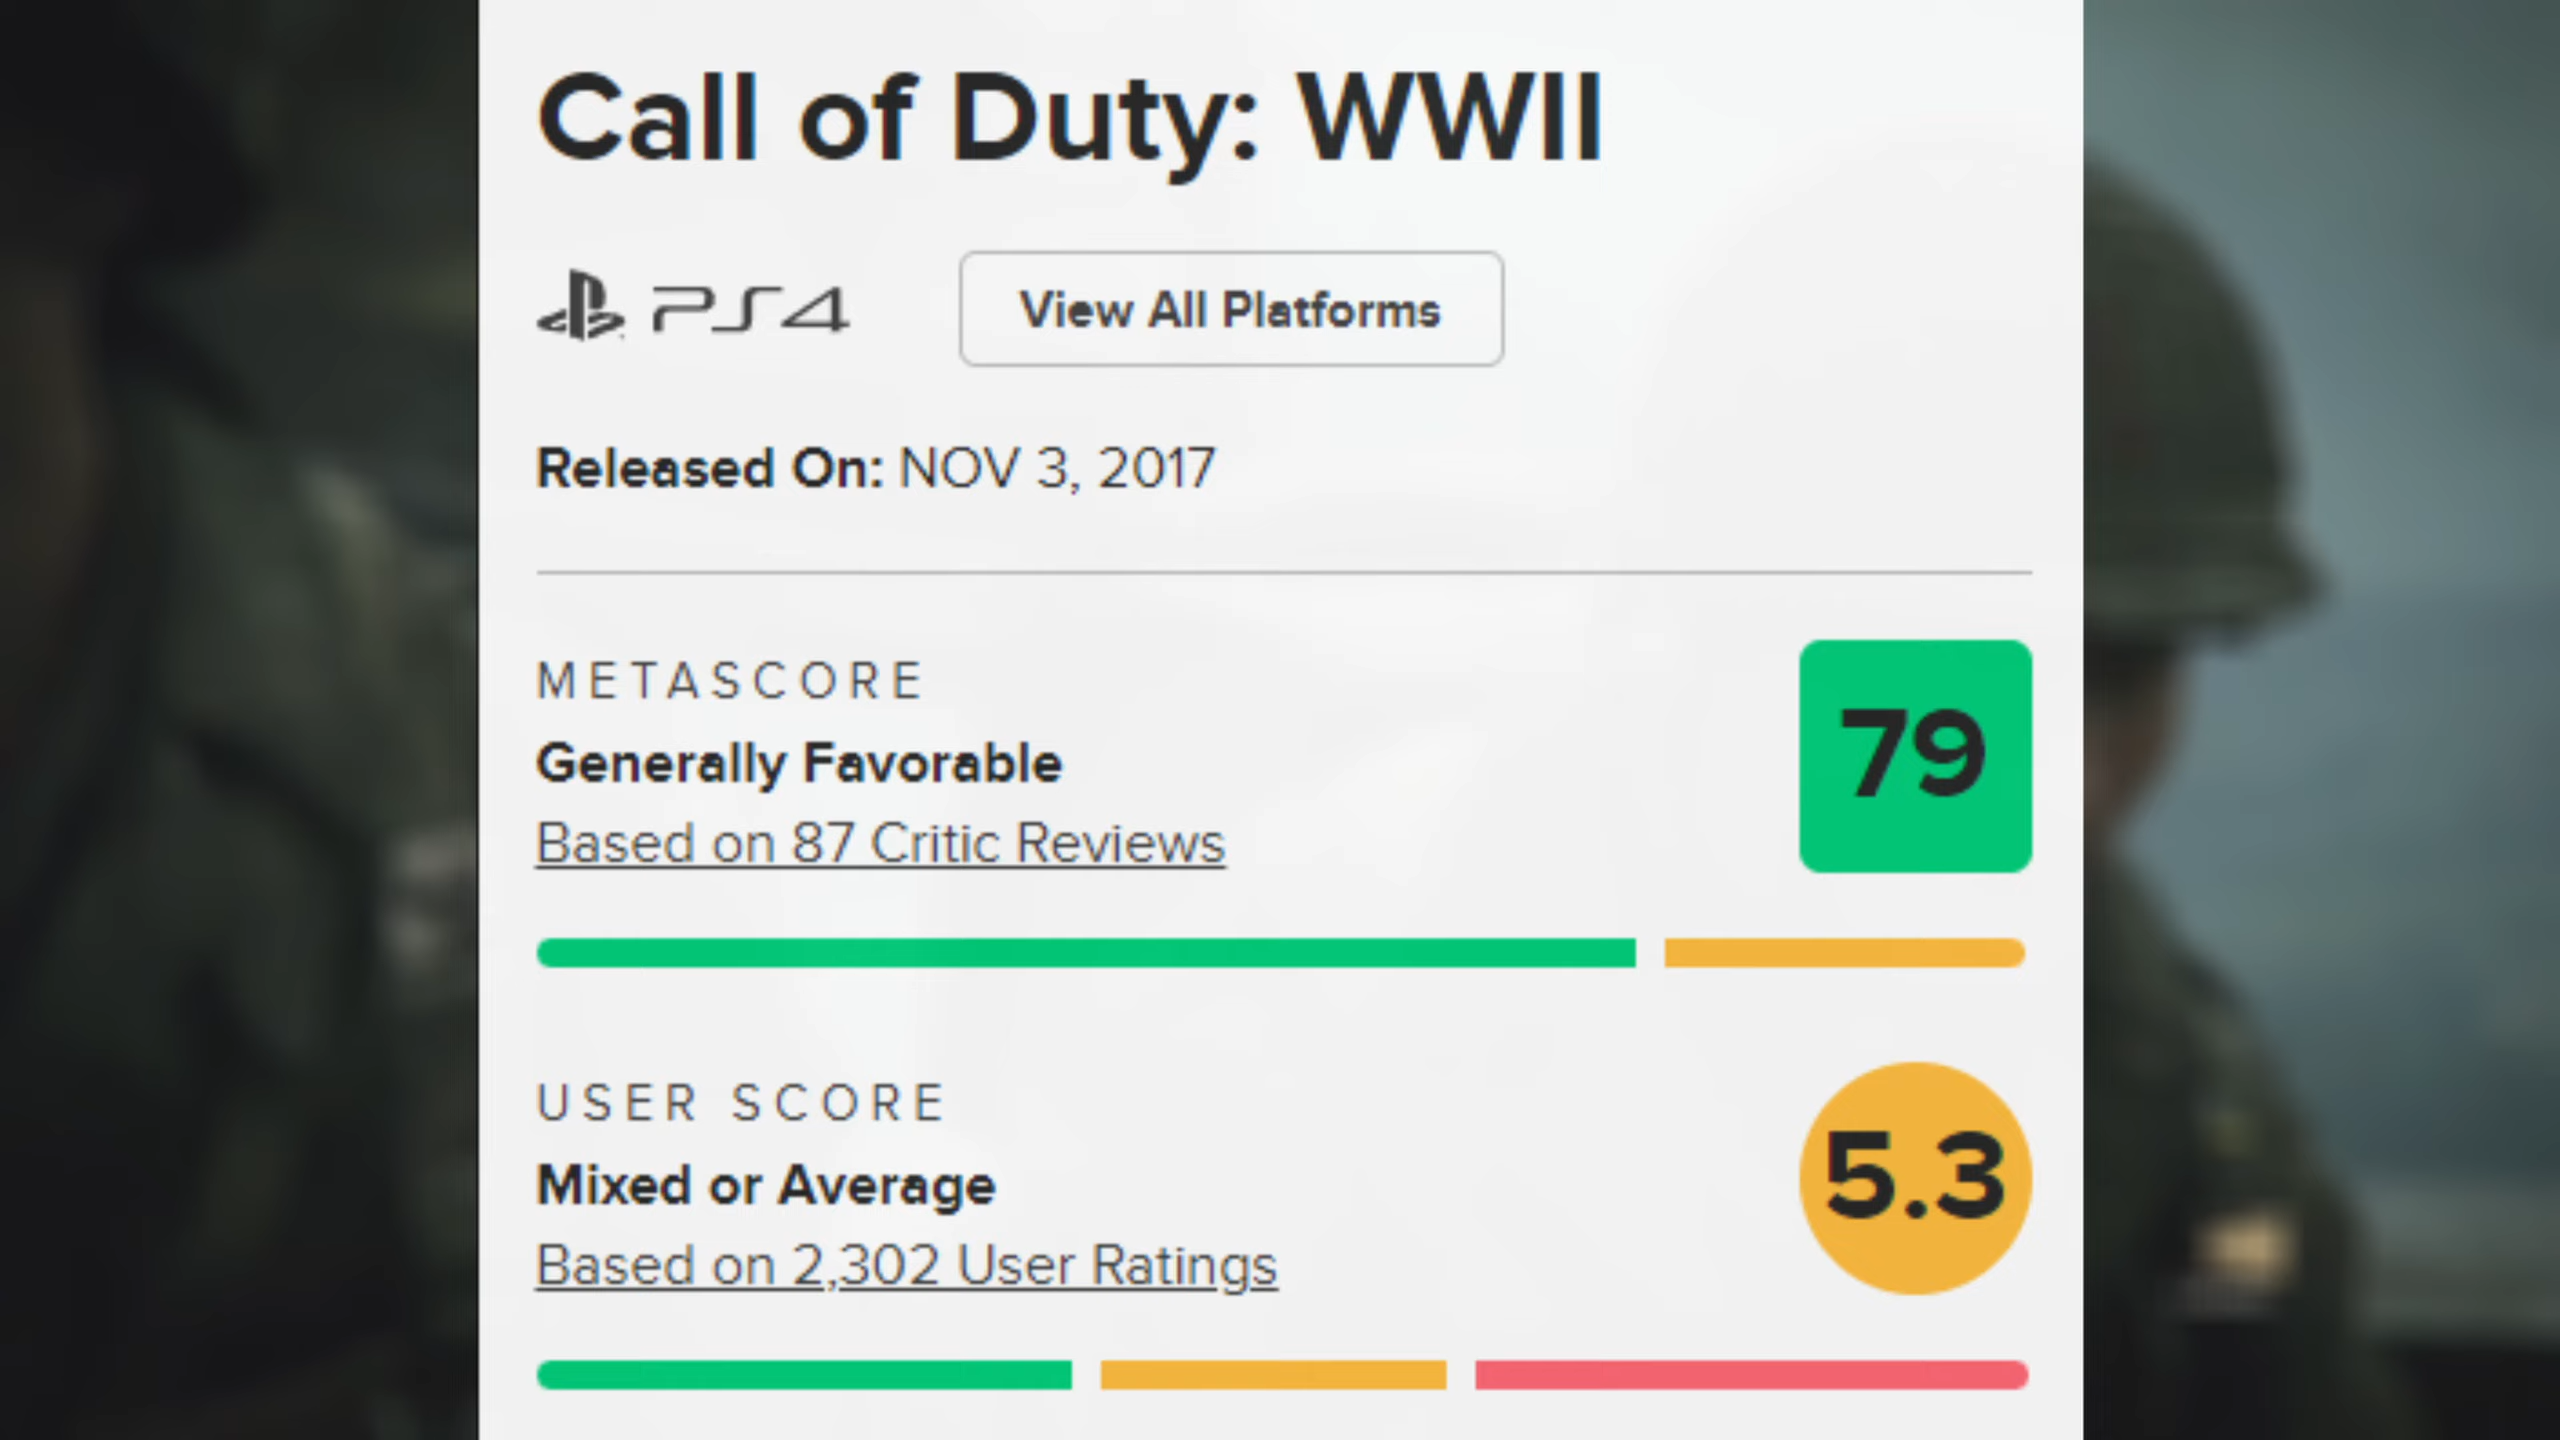 Call of Duty: WWII
PS4
View All Platforms
Released On: NOV 3, 2017
METASCORE
Generally Favorable
Based on 87 Critic Reviews
79
USER SCORE
Mixed or Average
Based on 2,302 User Ratings
5.3